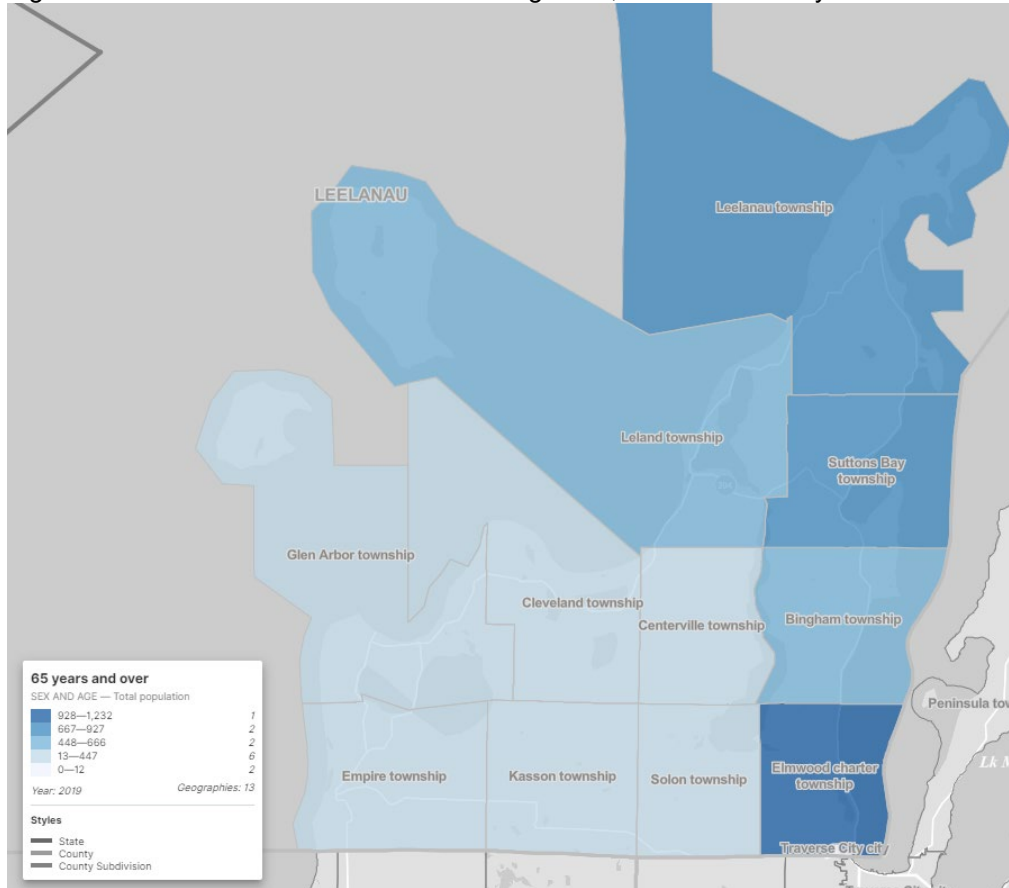 LEELANAU
Leelanau township
Leland township
Suttons Bay
township
Glen Arbor township
Cleveland township
Centerville township
Bingham township
Empire township
Kasson township
Solon township
Elmwood charter
township
Traverse City city
Peninsula tow
Lk M
65 years and over
SEX AND AGE — Total population
928—1,232 1
667—927 2
448—666 2
13—447 6
0—12 2
Year: 2019 Geographies: 13
Styles
State
County
County Subdivision